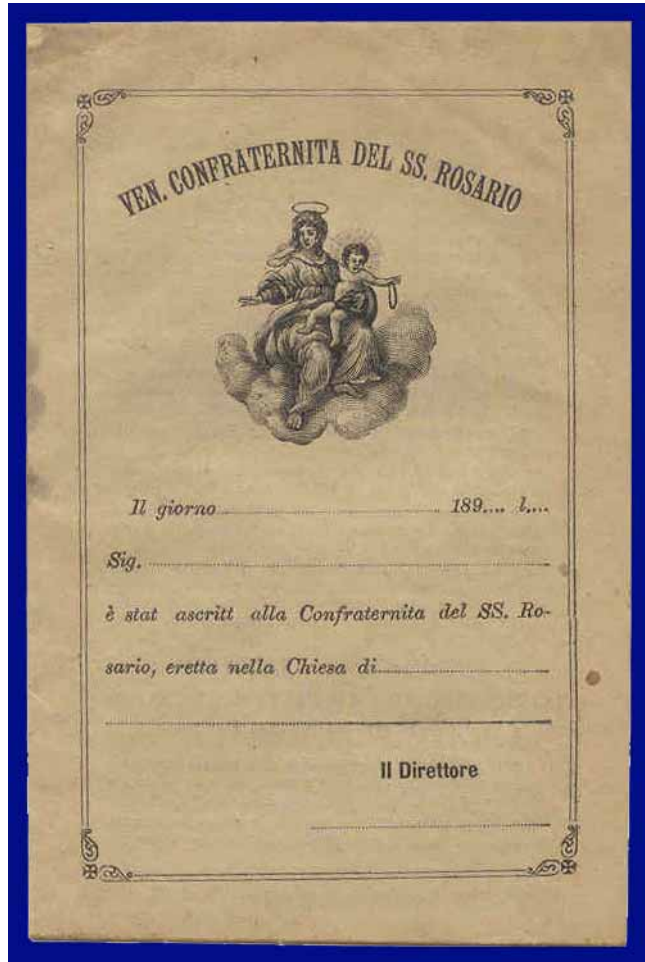 VEN. CONFRATERNITA DEL SS. ROSARIO
Il giorno........................ 189.... l....
Sig. ........................
è stat ascritt alla Confraternita del SS. Ro-
sario, eretta nella Chiesa di........................
Il Direttore